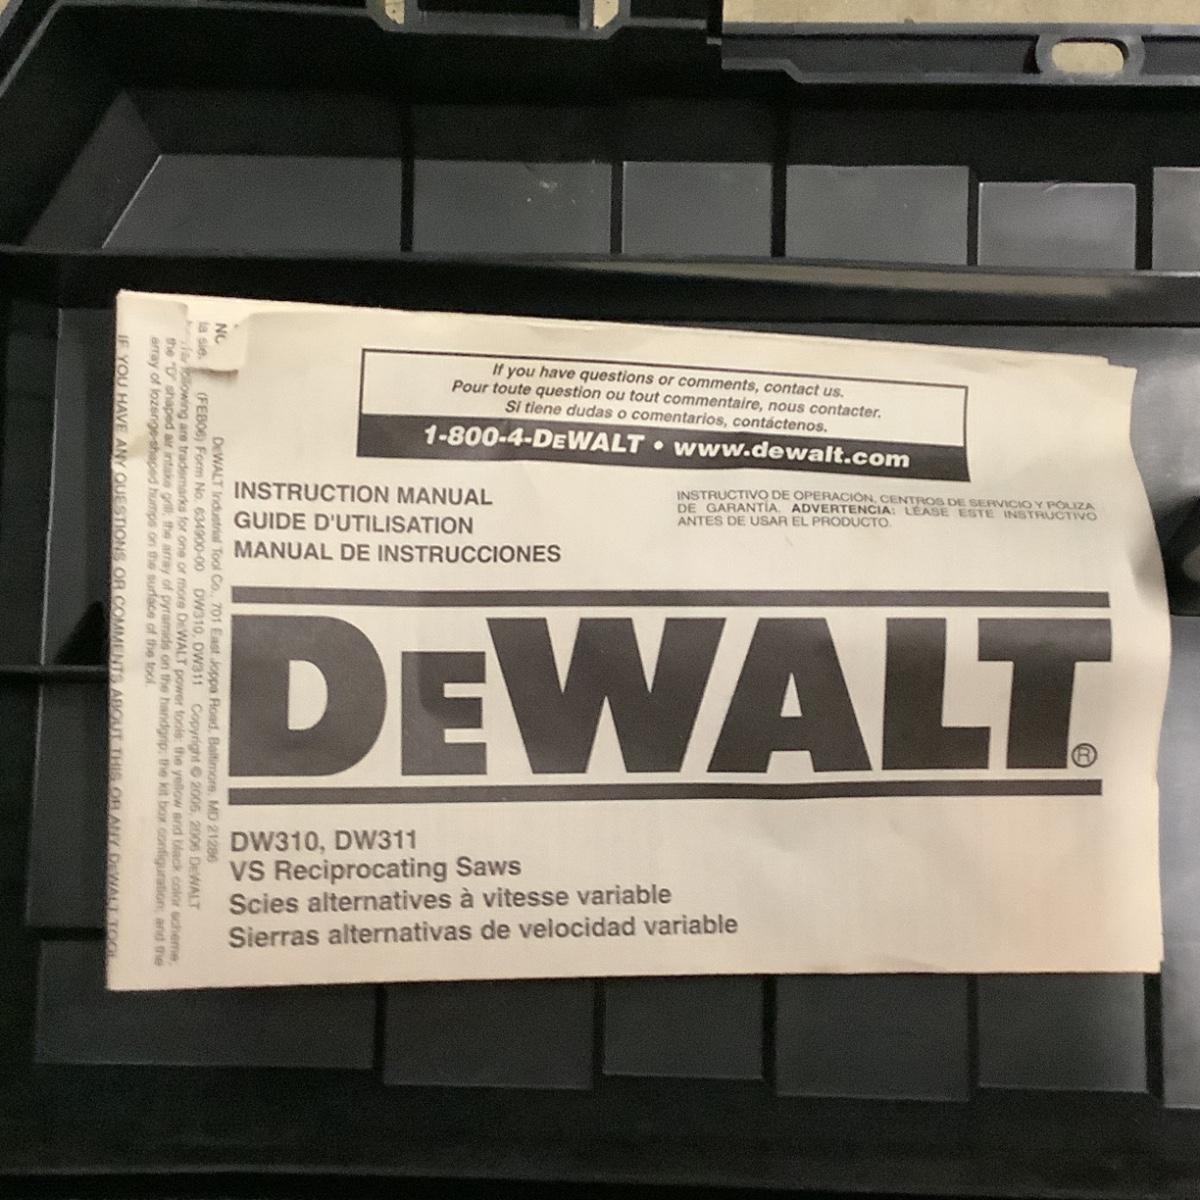 If you have questions or comments, contact us.
Pour toute question ou tout commentaire, nous contacter.
Si tiene dudas o comentarios, contáctenos.
1-800-4-DEWALT • www.dewalt.com
INSTRUCTION MANUAL
GUIDE D'UTILISATION
MANUAL DE INSTRUCCIONES
INSTRUCTIVO DE OPERACIÓN, CENTROS DE SERVICIO Y PÓLIZA
DE GARANTÍA. ADVERTENCIA: LÉASE ESTE INSTRUCTIVO
ANTES DE USAR EL PRODUCTO.
DEWALT®
DW310, DW311
VS Reciprocating Saws
Scies alternatives à vitesse variable
Sierras alternativas de velocidad variable
DEWALT Industrial Tool Co., 701 East Joppa Road, Baltimore, MD 21286
(FEB06) Form No. 634900-00 DW310, DW311 Copyright © 2005, 2006 DEWALT
following are trademarks for one or more DEWALT power tools: the yellow and black color scheme;
the "D" shaped air intake grill; the array of pyramids on the handgrip; the kit box configuration; and the
array of lozenge-shaped humps on the surface of the tool.
IF YOU HAVE ANY QUESTIONS OR COMMENTS ABOUT THIS OR ANY DEWALT TOOL